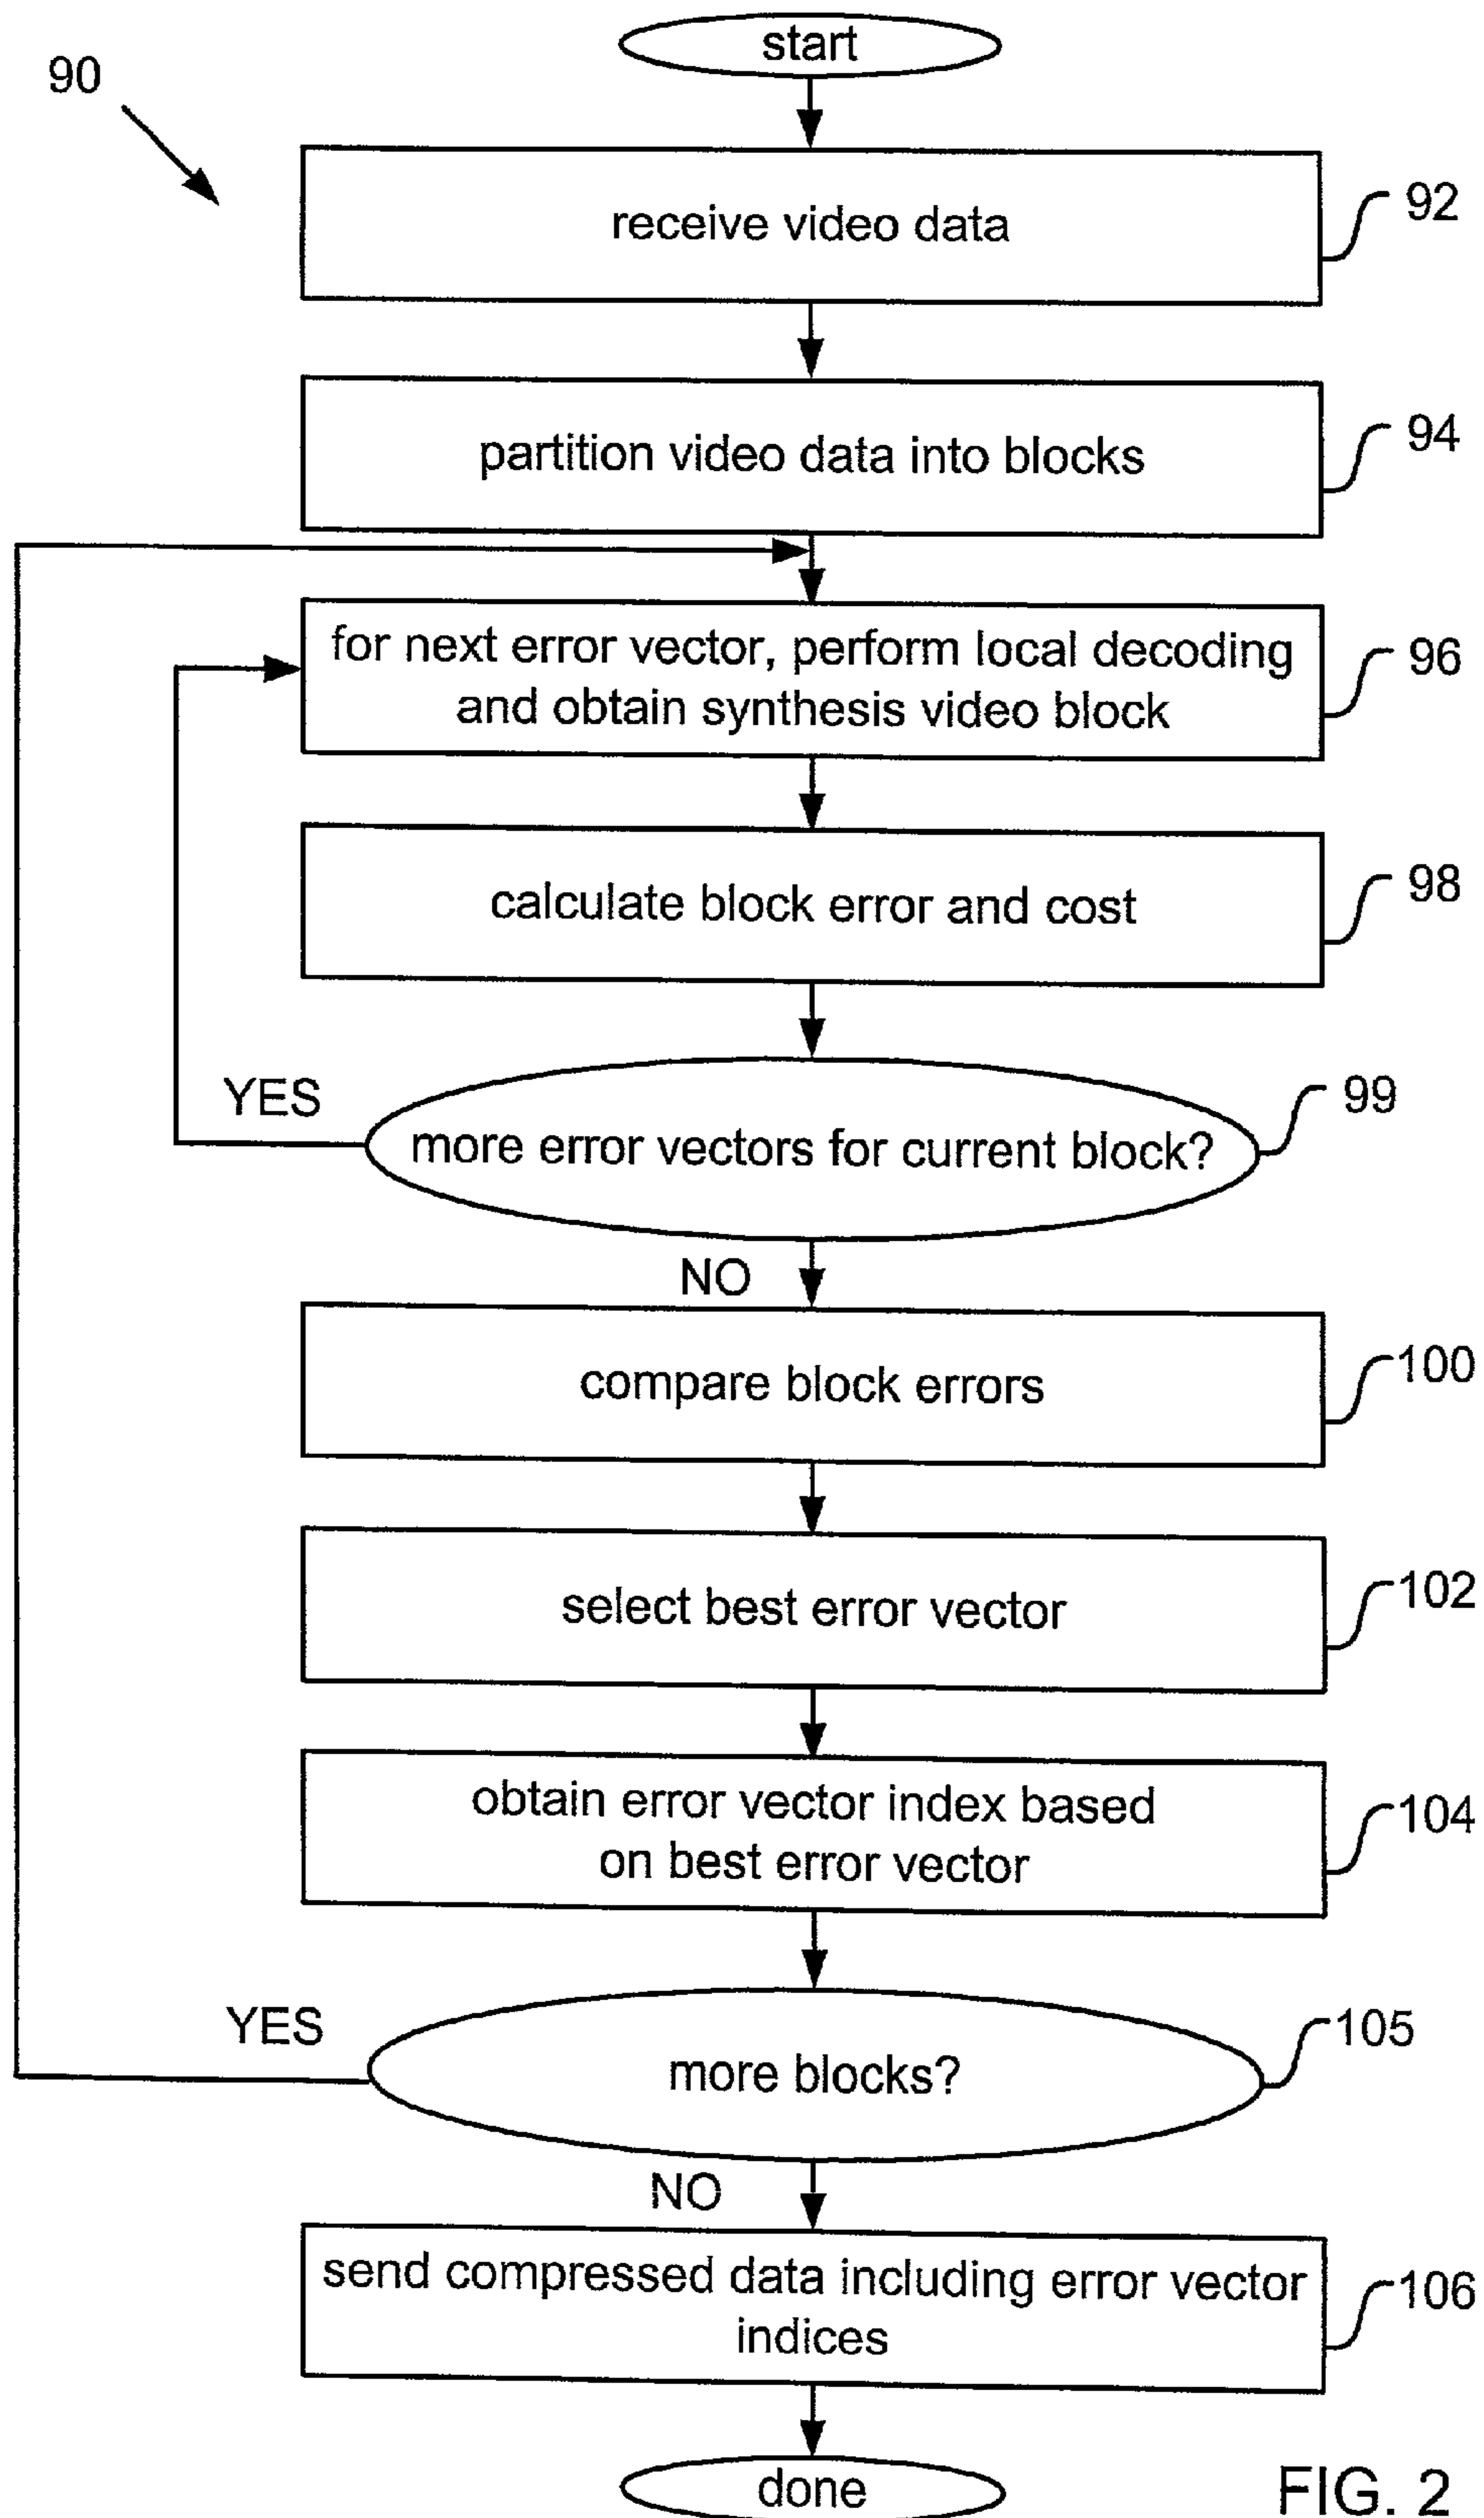 start
90
receive video data
92
partition video data into blocks
94
for next error vector, perform local decoding
and obtain synthesis video block
96
calculate block error and cost
98
YES
more error vectors for current block?
99
NO
compare block errors
100
select best error vector
102
obtain error vector index based
on best error vector
104
YES
more blocks?
105
NO
send compressed data including error vector
indices
106
done
FIG. 2